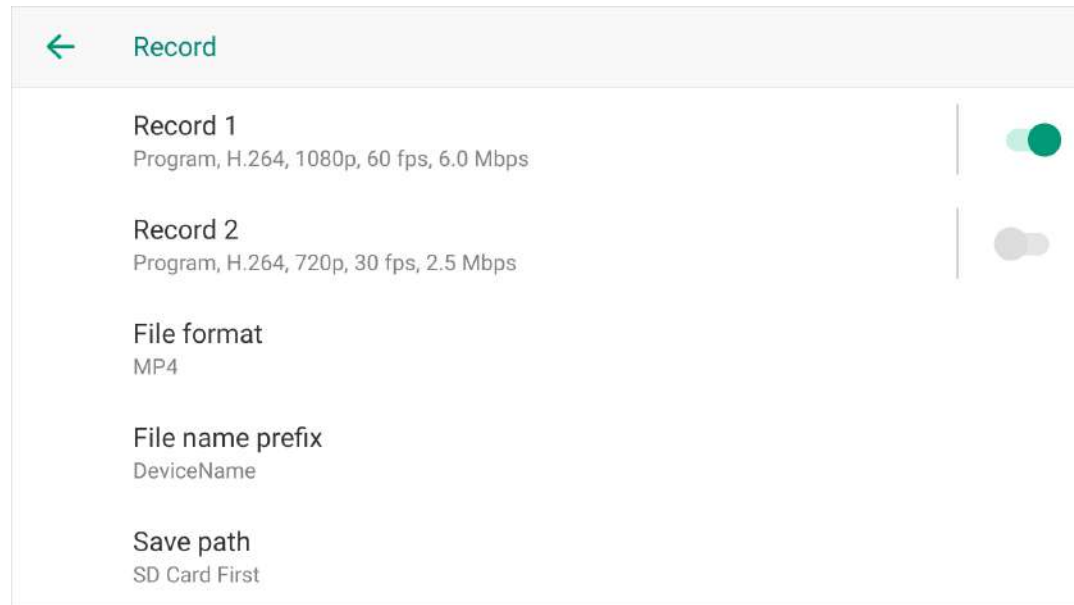 Record
Record 1
Program, H.264, 1080p, 60 fps, 6.0 Mbps
Record 2
Program, H.264, 720p, 30 fps, 2.5 Mbps
File format
MP4
File name prefix
DeviceName
Save path
SD Card First